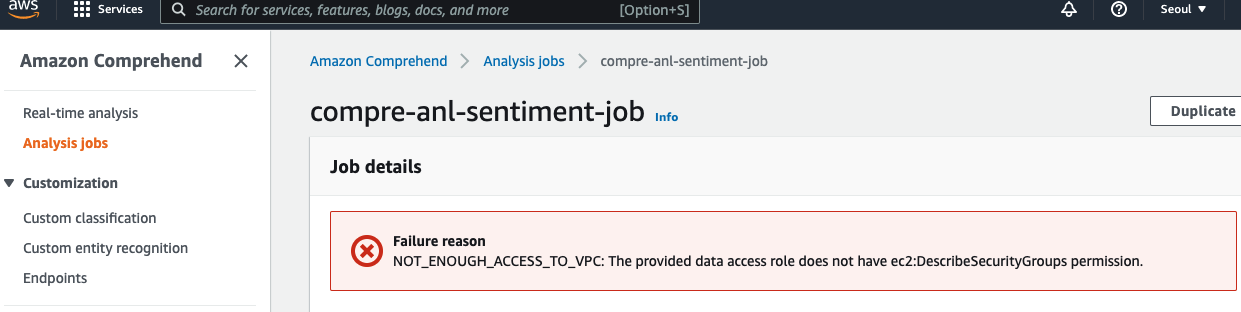 aws
Services
Search for services, features, blogs, docs, and more
[Option+S]
Seoul ▼
Amazon Comprehend
Real-time analysis
Analysis jobs
Customization
Custom classification
Custom entity recognition
Endpoints
Amazon Comprehend > Analysis jobs > compre-anl-sentiment-job
compre-anl-sentiment-job Info
Duplicate
Job details
Failure reason
NOT_ENOUGH_ACCESS_TO_VPC: The provided data access role does not have ec2:DescribeSecurityGroups permission.